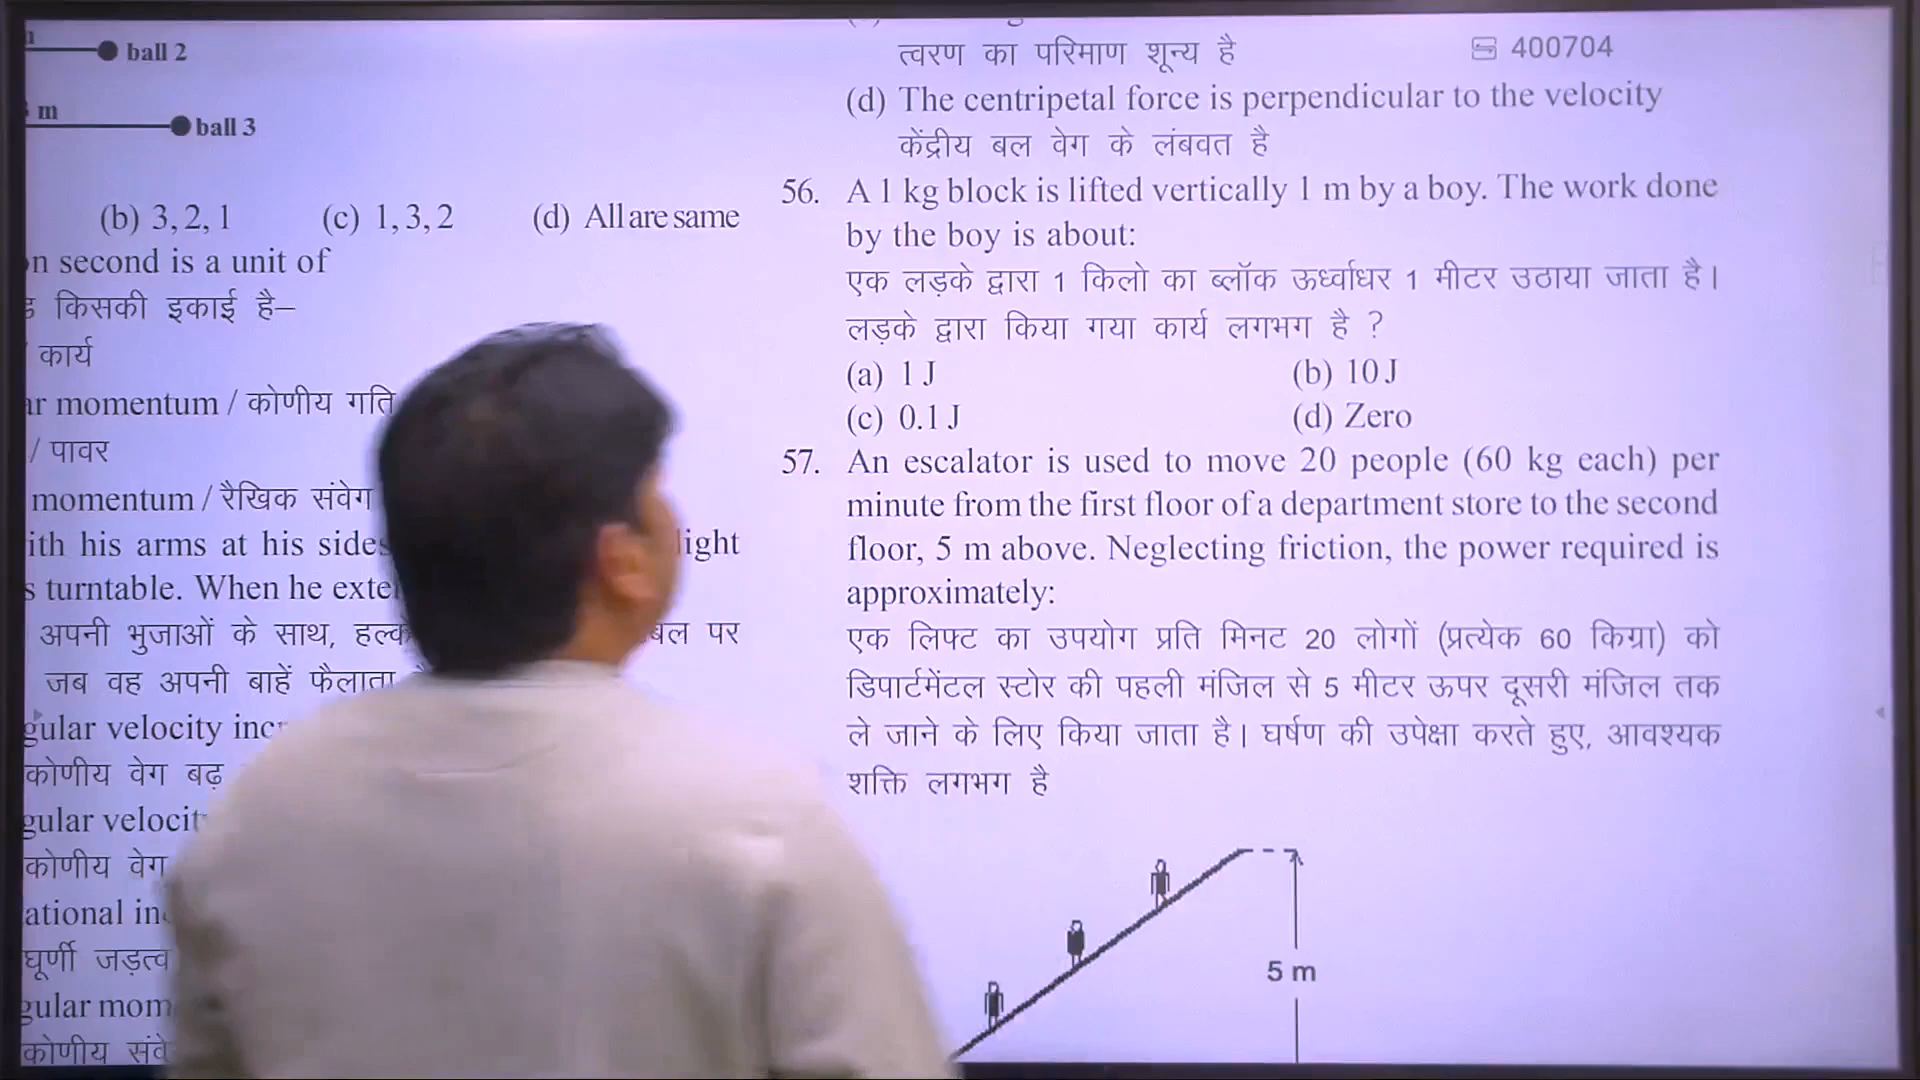 ball 2
m
ball 3
(b) 3, 2, 1 (c) 1, 3, 2 (d) All are same
second is a unit of
किसकी इकाई है–
कार्य
momentum / कोणीय गति
/ पावर
momentum / रैखिक संवेग
ith his arms at his sides light
s turntable. When he exte
अपनी भुजाओं के साथ, हल्क बल पर
जब वह अपनी बाहें फैलाता
gular velocity inc
कोणीय वेग बढ़
gular velocit
कोणीय वेग
ational in
घूर्णी जड़त्व
gular mom
कोणीय संवे
त्वरण का परिमाण शून्य है
400704
(d) The centripetal force is perpendicular to the velocity
केंद्रीय बल वेग के लंबवत है
56. A 1 kg block is lifted vertically 1 m by a boy. The work done
by the boy is about:
एक लड़के द्वारा 1 किलो का ब्लॉक ऊर्ध्वाधर 1 मीटर उठाया जाता है।
लड़के द्वारा किया गया कार्य लगभग है ?
(a) 1 J (b) 10 J
(c) 0.1 J (d) Zero
57. An escalator is used to move 20 people (60 kg each) per
minute from the first floor of a department store to the second
floor, 5 m above. Neglecting friction, the power required is
approximately:
एक लिफ्ट का उपयोग प्रति मिनट 20 लोगों (प्रत्येक 60 किग्रा) को
डिपार्टमेंटल स्टोर की पहली मंजिल से 5 मीटर ऊपर दूसरी मंजिल तक
ले जाने के लिए किया जाता है। घर्षण की उपेक्षा करते हुए, आवश्यक
शक्ति लगभग है
5 m